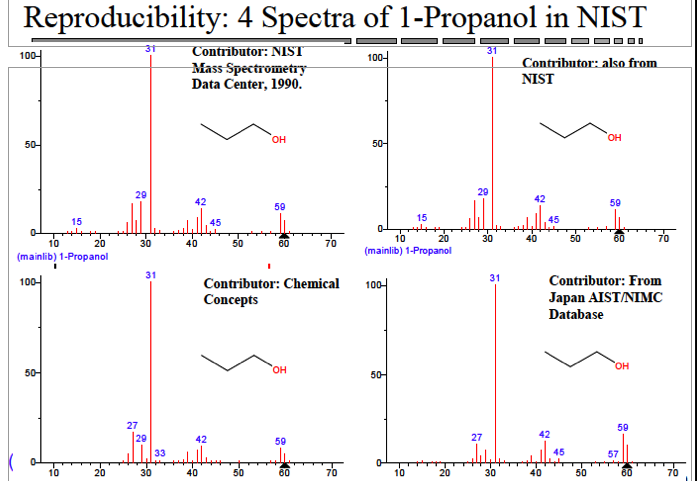 Reproducibility: 4 Spectra of 1-Propanol in NIST
Contributor: NIST
Mass Spectrometry
Data Center, 1990.
100
50
0
31
15
29
42
45
59
OH
10 20 30 40 50 60 70
(mainlib) 1-Propanol
Contributor: also from
NIST
100
50
0
31
15
29
42
45
59
OH
10 20 30 40 50 60 70
(mainlib) 1-Propanol
Contributor: Chemical
Concepts
100
50
0
31
27
29
33
42
59
OH
10 20 30 40 50 60 70
Contributor: From
Japan AIST/NIMC
Database
100
50
0
31
27
42
45
57
59
OH
10 20 30 40 50 60 70
(